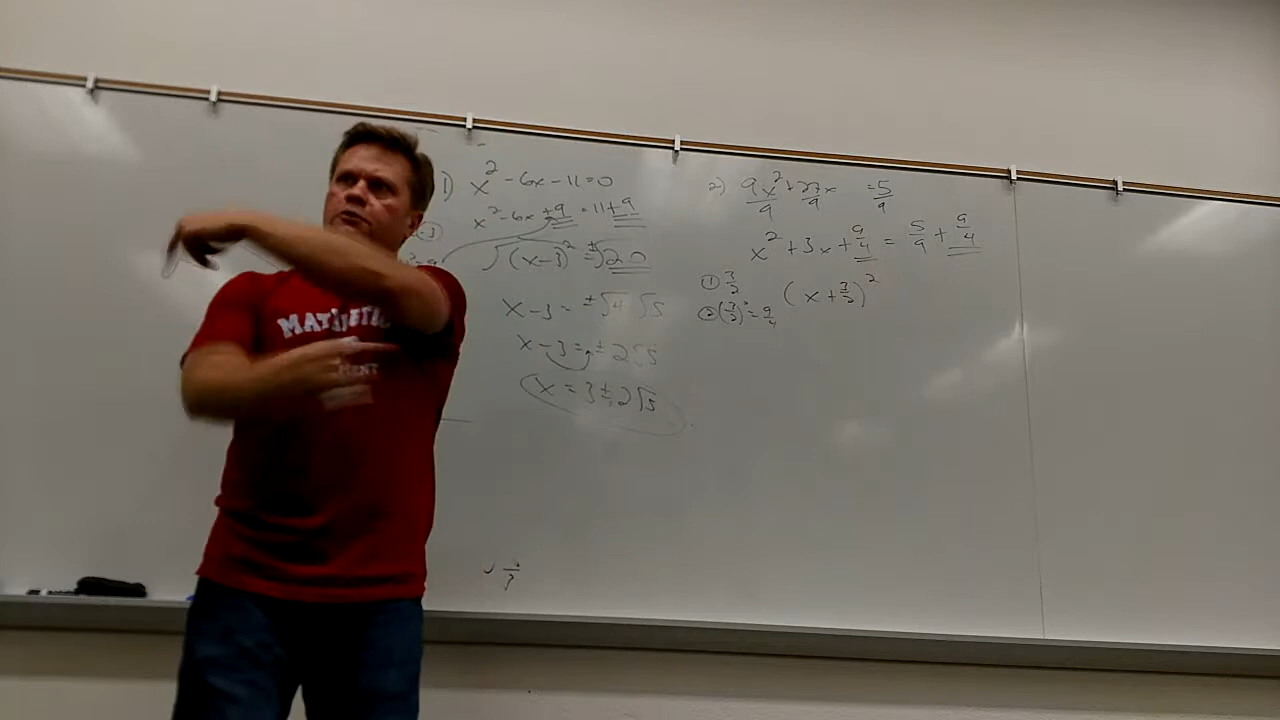 1) x² - 6x - 11 = 0
x² - 6x + 9 = 11 + 9
√(x-3)² = ±√20
x - 3 = ±√4 √5
x - 3 = ± 2√5
x = 3 ± 2√5
2) 9x²/9 + 27x/9 = 5/9
x² + 3x + 9/4 = 5/9 + 9/4
① 3/2
② (3/2)² = 9/4
(x + 3/2)²